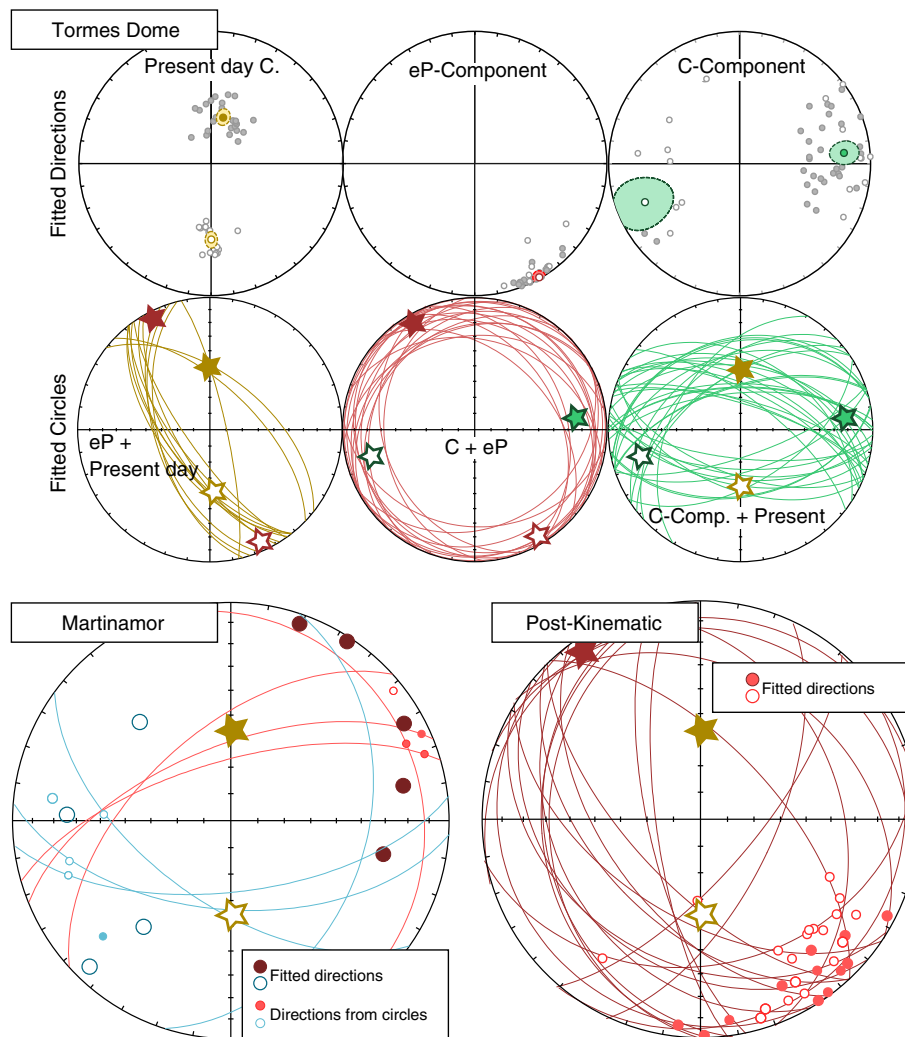 Tormes Dome
Fitted Directions
Present day C.
eP-Component
C-Component
Fitted Circles
eP +
Present day
C + eP
C-Comp. + Present
Martinamor
Post-Kinematic
Fitted directions
Fitted directions
Directions from circles